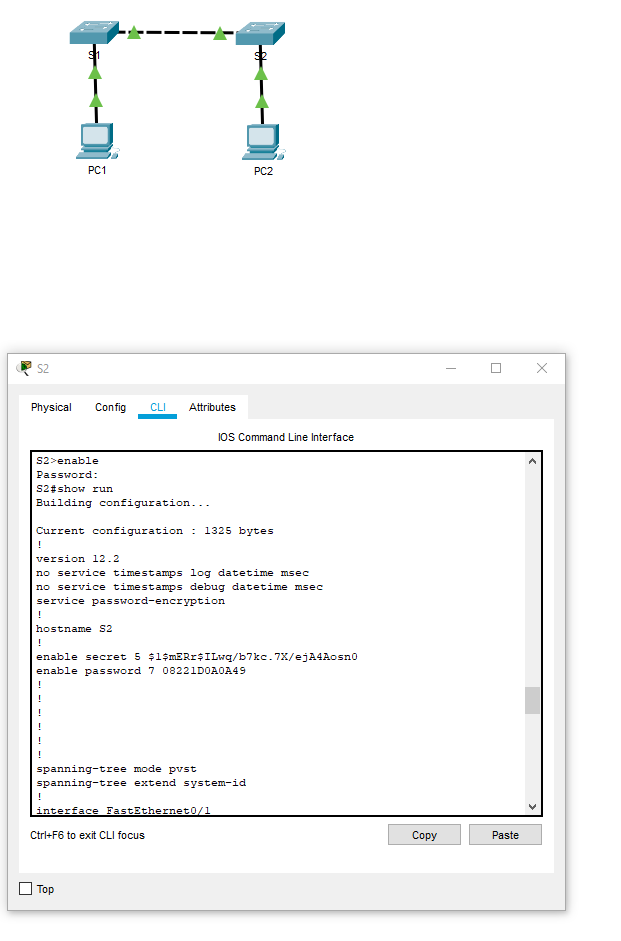 S1
S2
PC1
PC2
S2
Physical Config CLI Attributes
IOS Command Line Interface
S2>enable
Password:
S2#show run
Building configuration...
Current configuration : 1325 bytes
!
version 12.2
no service timestamps log datetime msec
no service timestamps debug datetime msec
service password-encryption
!
hostname S2
!
enable secret 5 $1$mERr$ILwq/b7kc.7X/ejA4Aosn0
enable password 7 08221D0A0A49
!
!
!
!
!
!
spanning-tree mode pvst
spanning-tree extend system-id
!
interface FastEthernet0/1
Ctrl+F6 to exit CLI focus
Copy
Paste
Top